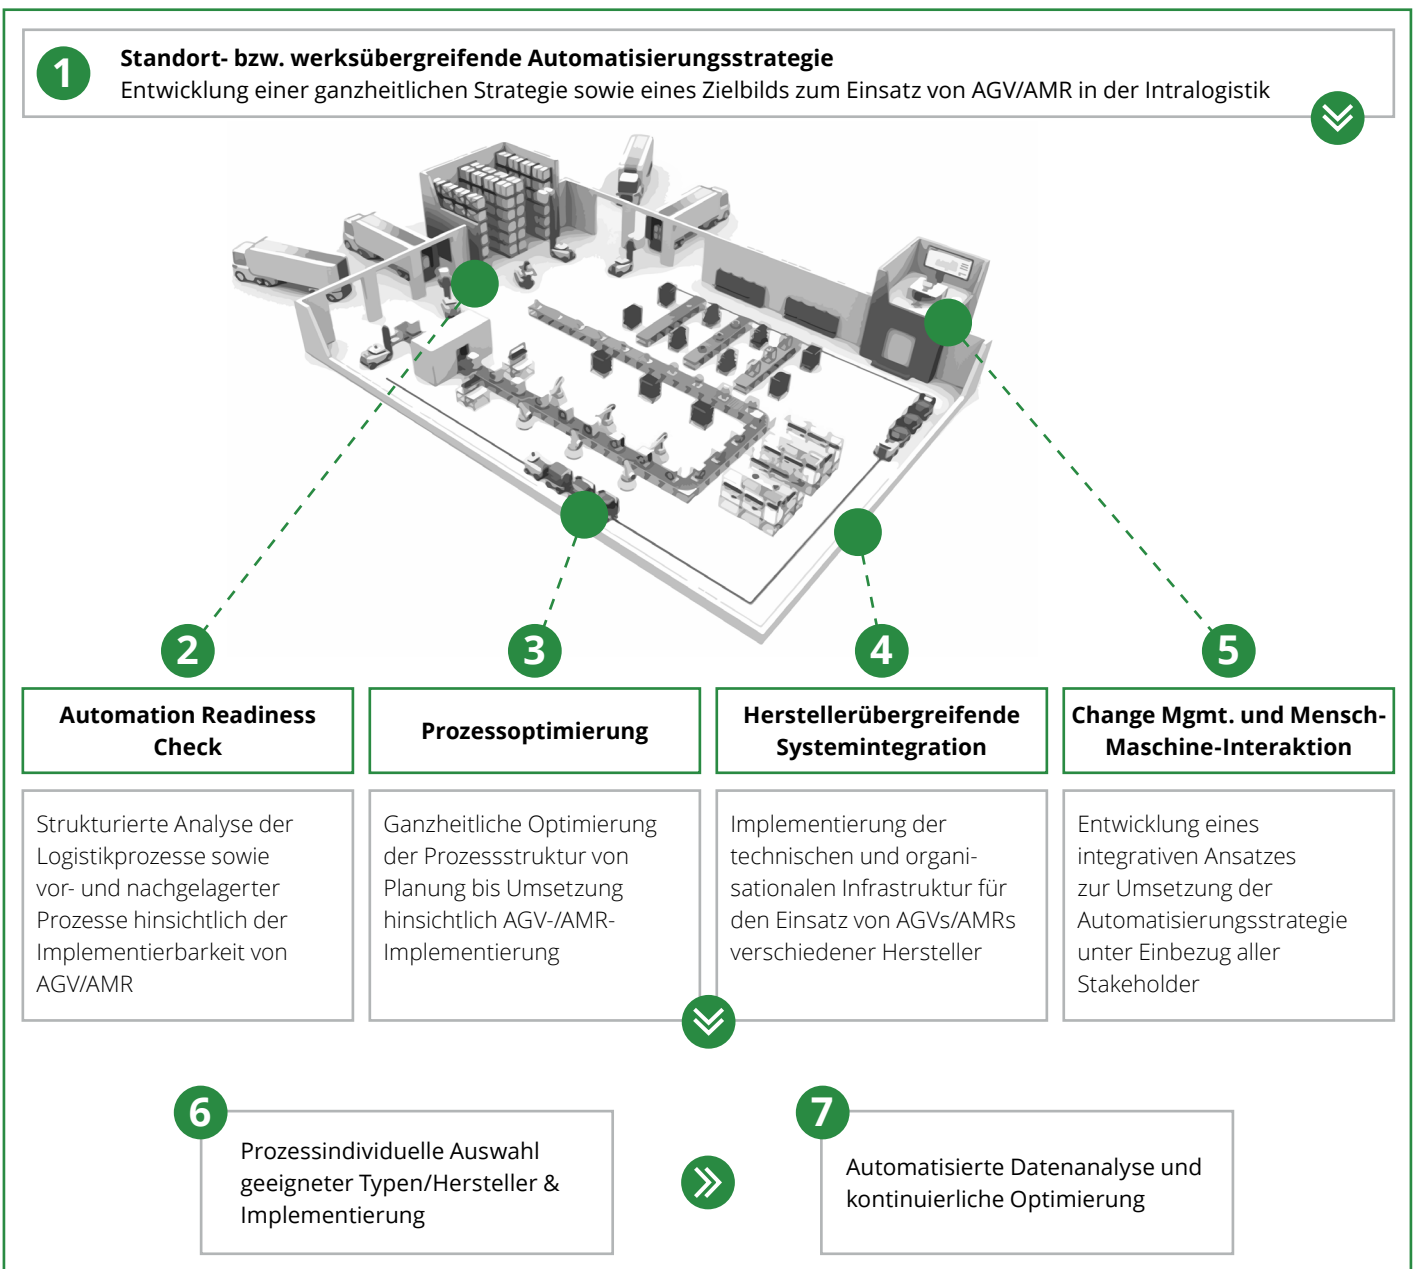 1
Standort- bzw. werksübergreifende Automatisierungsstrategie
Entwicklung einer ganzheitlichen Strategie sowie eines Zielbilds zum Einsatz von AGV/AMR in der Intralogistik
2
Automation Readiness
Check
Strukturierte Analyse der
Logistikprozesse sowie
vor- und nachgelagerter
Prozesse hinsichtlich der
Implementierbarkeit von
AGV/AMR
3
Prozessoptimierung
Ganzheitliche Optimierung
der Prozessstruktur von
Planung bis Umsetzung
hinsichtlich AGV-/AMR-
Implementierung
4
Herstellerübergreifende
Systemintegration
Implementierung der
technischen und organi-
sationalen Infrastruktur für
den Einsatz von AGVs/AMRs
verschiedener Hersteller
5
Change Mgmt. und Mensch-
Maschine-Interaktion
Entwicklung eines
integrativen Ansatzes
zur Umsetzung der
Automatisierungsstrategie
unter Einbezug aller
Stakeholder
6
Prozessindividuelle Auswahl
geeigneter Typen/Hersteller &
Implementierung
7
Automatisierte Datenanalyse und
kontinuierliche Optimierung